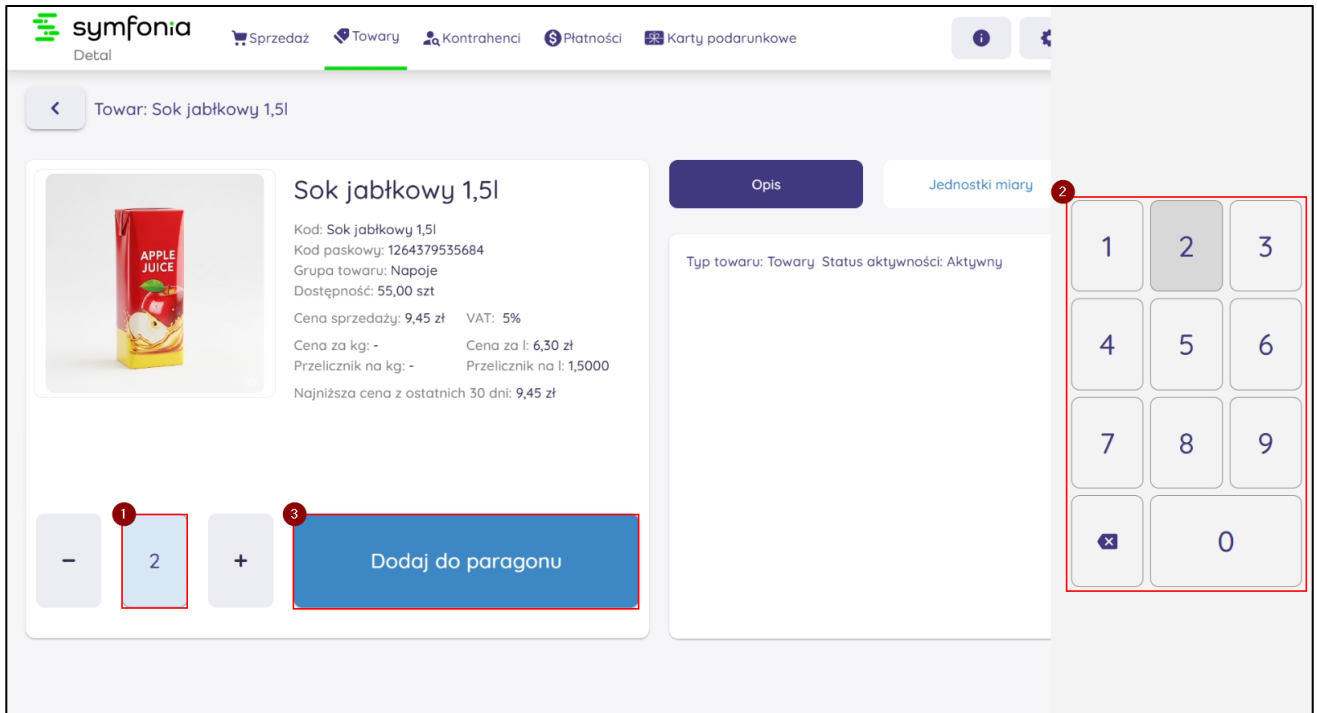 symfonia
Detal
Sprzedaż Towary Kontrahenci Płatności Karty podarunkowe
Towar: Sok jabłkowy 1,5l
APPLE
JUICE
Sok jabłkowy 1,5l
Kod: Sok jabłkowy 1,5l
Kod paskowy: 1264379535684
Grupa towaru: Napoje
Dostępność: 55,00 szt
Cena sprzedaży: 9,45 zł VAT: 5%
Cena za kg: - Cena za l: 6,30 zł
Przelicznik na kg: - Przelicznik na l: 1,5000
Najniższa cena z ostatnich 30 dni: 9,45 zł
1
- 2 +
3
Dodaj do paragonu
Opis Jednostki miary
Typ towaru: Towary Status aktywności: Aktywny
2
1 2 3
4 5 6
7 8 9
0